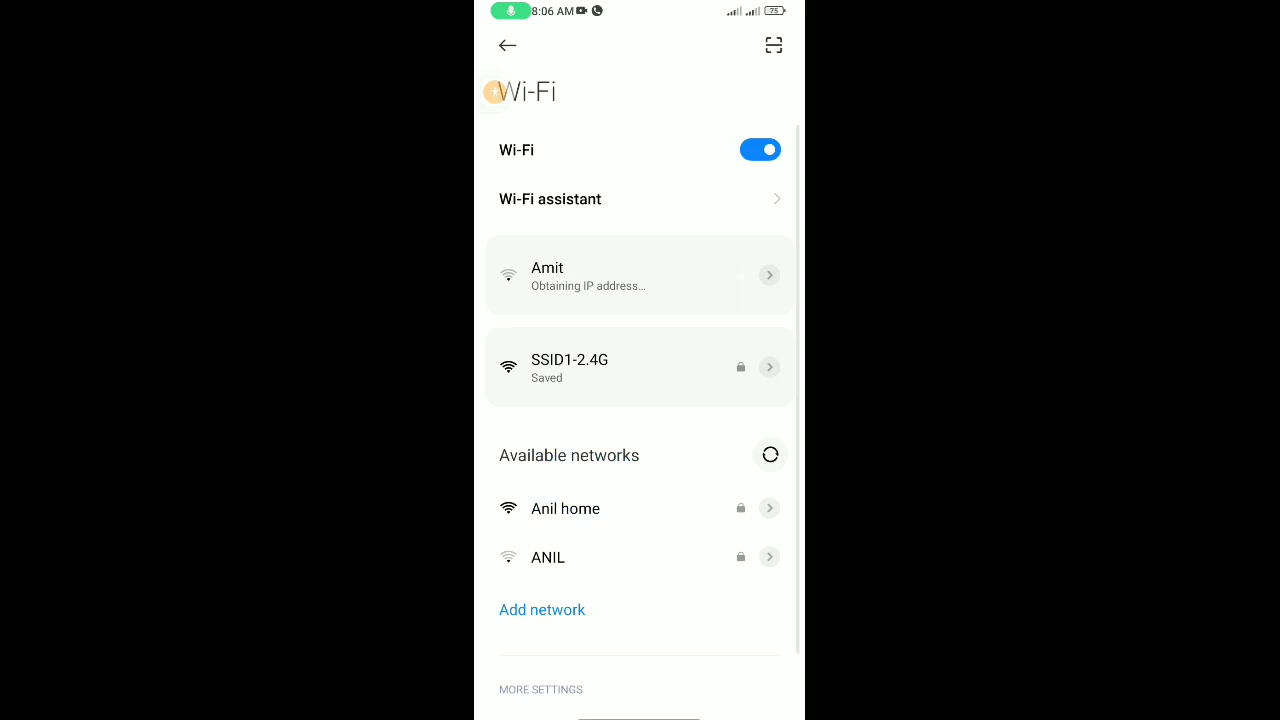 8:06 AM 75
Wi-Fi
Wi-Fi
Wi-Fi assistant
Amit
Obtaining IP address...
SSID1-2.4G
Saved
Available networks
Anil home
ANIL
Add network
MORE SETTINGS